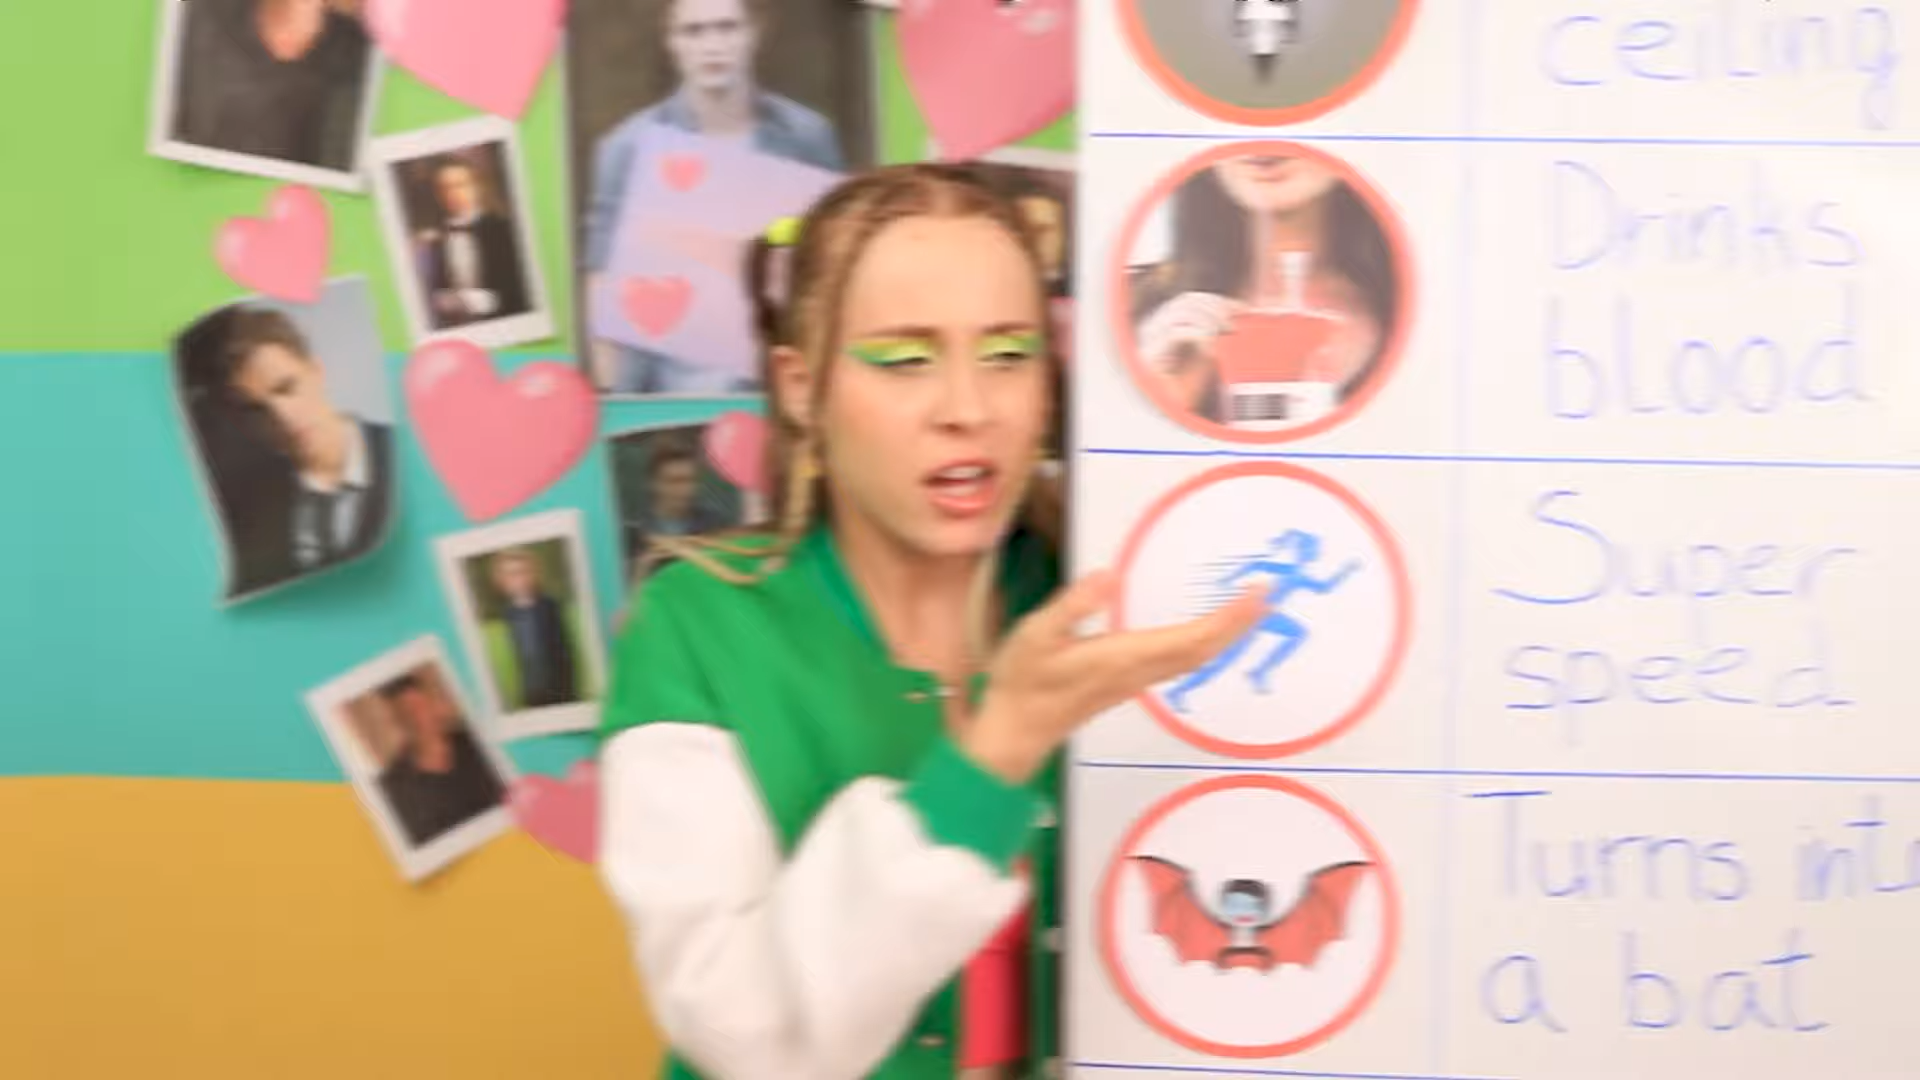 ceiling
Drinks
blood
Super
speed
Turns into
a bat